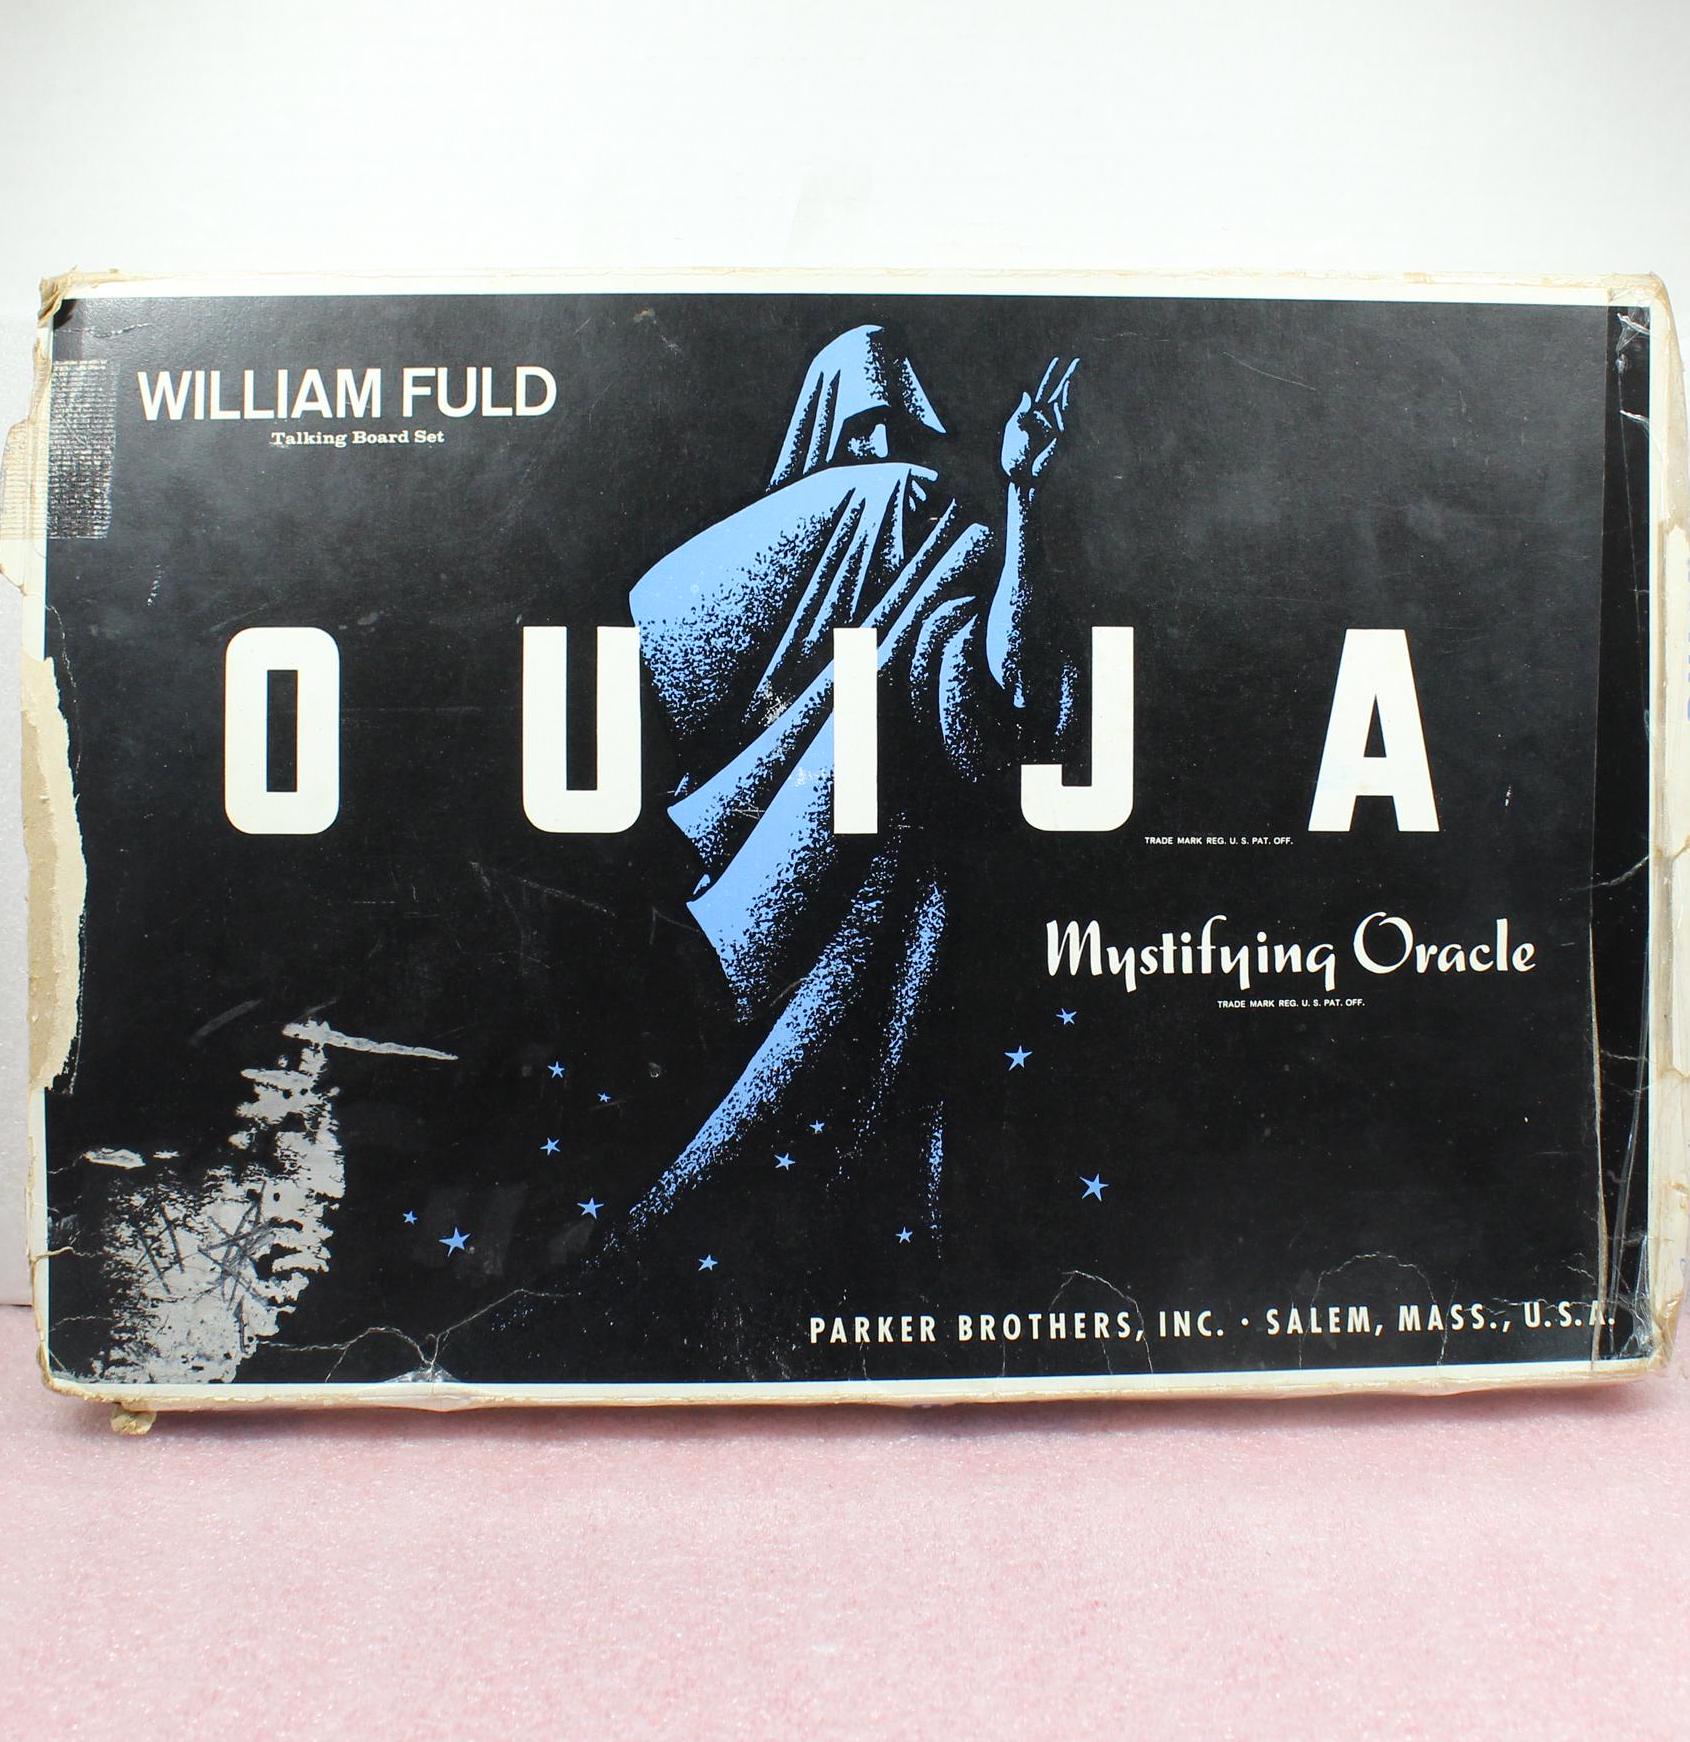 WILLIAM FULD
Talking Board Set
OUIJA
TRADE MARK REG. U. S. PAT. OFF.
Mystifying Oracle
TRADE MARK REG. U. S. PAT. OFF.
PARKER BROTHERS, INC. · SALEM, MASS., U.S.A.